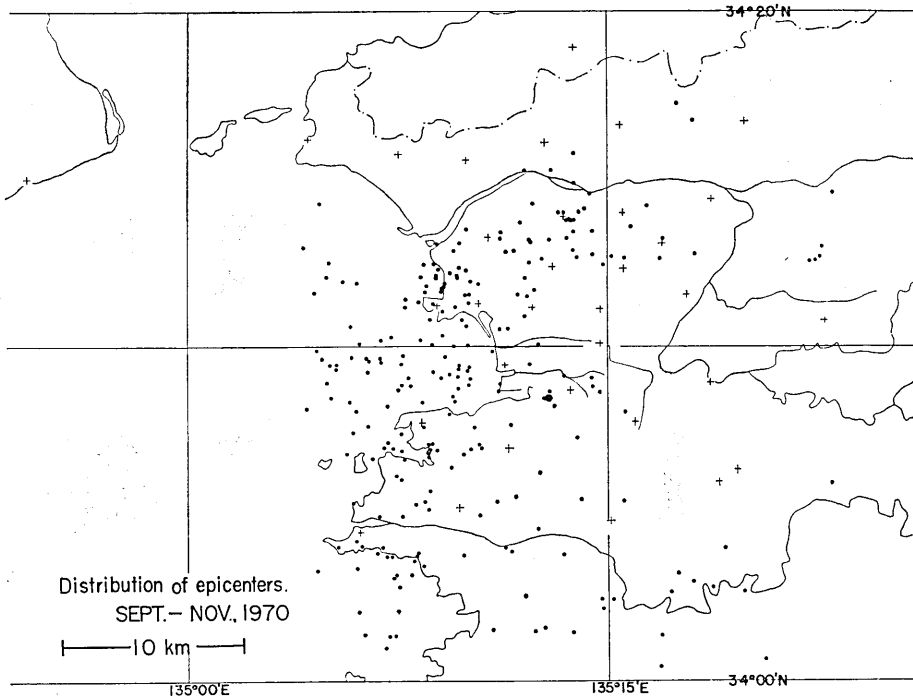 34°20'N
Distribution of epicenters.
SEPT.— NOV., 1970
10 km
135°00'E
135°15'E
34°00'N